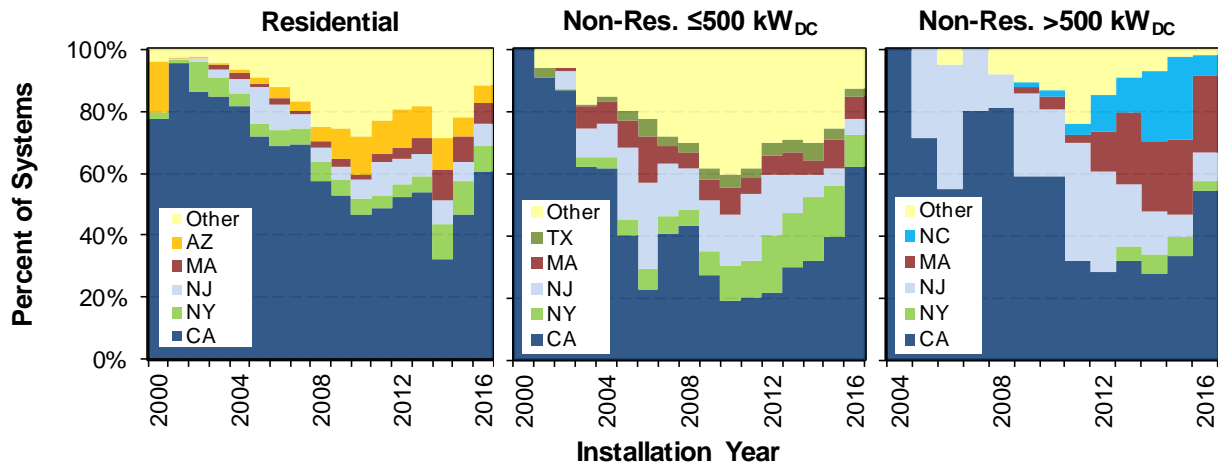 Residential
Non-Res. ≤500 kWDC
Non-Res. >500 kWDC
Percent of Systems
100%
80%
60%
40%
20%
0%
Other
AZ
MA
NJ
NY
CA
Other
TX
MA
NJ
NY
CA
Other
NC
MA
NJ
NY
CA
2000
2004
2008
2012
2016
2000
2004
2008
2012
2016
2004
2008
2012
2016
Installation Year